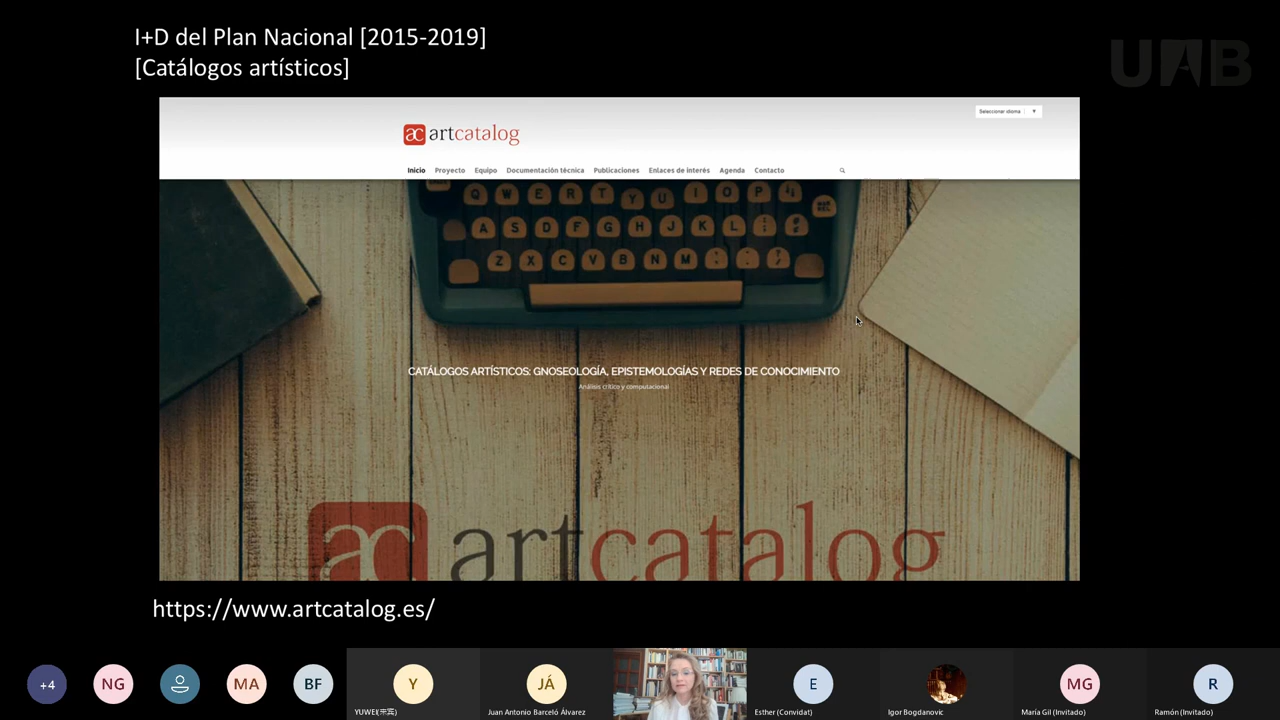 I+D del Plan Nacional [2015-2019]
[Catálogos artísticos]
UAB
Seleccionar idioma
ac artcatalog
Inicio Proyecto Equipo Documentación técnica Publicaciones Enlaces de interés Agenda Contacto
Q W E R T Y U I O P
A S D F G H J K L
Z X C V B N M
CATÁLOGOS ARTÍSTICOS: GNOSEOLOGÍA, EPISTEMOLOGÍAS Y REDES DE CONOCIMIENTO
Análisis crítico y computacional
ac artcatalog
https://www.artcatalog.es/
+4 NG MA BF Y JÁ E MG R
YUWEI(宋宾) Juan Antonio Barceló Álvarez Esther (Convidat) Igor Bogdanovic María Gil (Invitado) Ramón (Invitado)